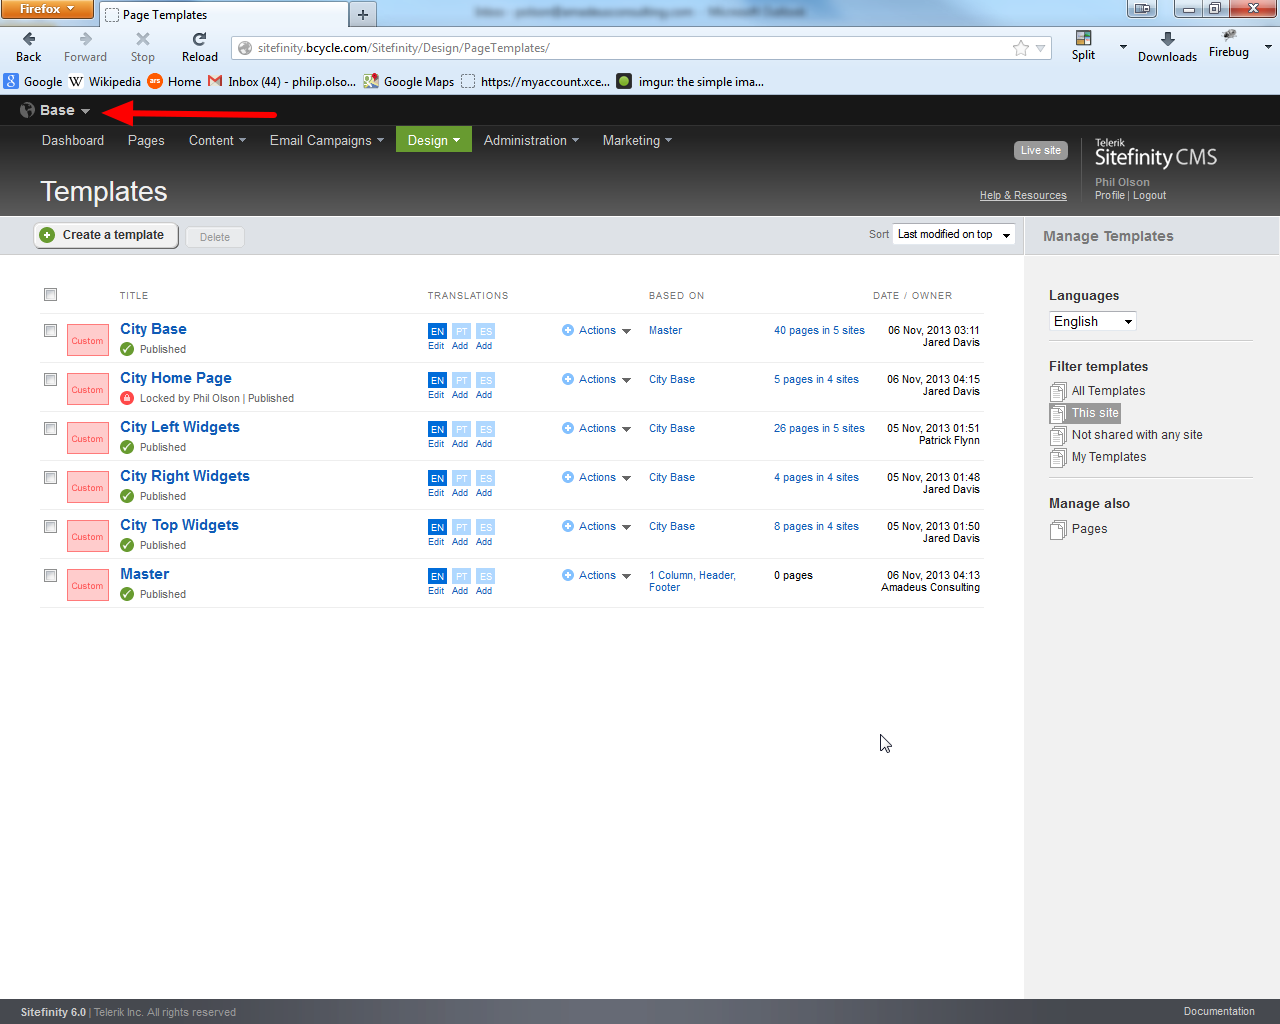 Firefox
Page Templates
Back
Forward
Stop
Reload
sitefinity.bcycle.com/Sitefinity/Design/PageTemplates/
Split
Downloads
Firebug
Google
Wikipedia
Home
Inbox (44) - philip.olso...
Google Maps
https://myaccount.xce...
imgur: the simple ima...
Base
Dashboard Pages Content Email Campaigns Design Administration Marketing
Live site
Telerik
Sitefinity CMS
Templates
Phil Olson
Help & Resources
Profile | Logout
Create a template
Delete
Sort
Last modified on top
Manage Templates
TITLE TRANSLATIONS BASED ON DATE / OWNER
City Base EN PT ES Actions Master 40 pages in 5 sites 06 Nov, 2013 03:11
Custom Published Edit Add Add Jared Davis
City Home Page EN PT ES Actions City Base 5 pages in 4 sites 06 Nov, 2013 04:15
Custom Locked by Phil Olson | Published Edit Add Add Jared Davis
City Left Widgets EN PT ES Actions City Base 26 pages in 5 sites 05 Nov, 2013 01:51
Custom Published Edit Add Add Patrick Flynn
City Right Widgets EN PT ES Actions City Base 4 pages in 4 sites 05 Nov, 2013 01:48
Custom Published Edit Add Add Jared Davis
City Top Widgets EN PT ES Actions City Base 8 pages in 4 sites 05 Nov, 2013 01:50
Custom Published Edit Add Add Jared Davis
Master EN PT ES Actions 1 Column, Header, 0 pages 06 Nov, 2013 04:13
Custom Published Edit Add Add Footer Amadeus Consulting
Languages
English
Filter templates
All Templates
This site
Not shared with any site
My Templates
Manage also
Pages
Sitefinity 6.0 | Telerik Inc. All rights reserved
Documentation